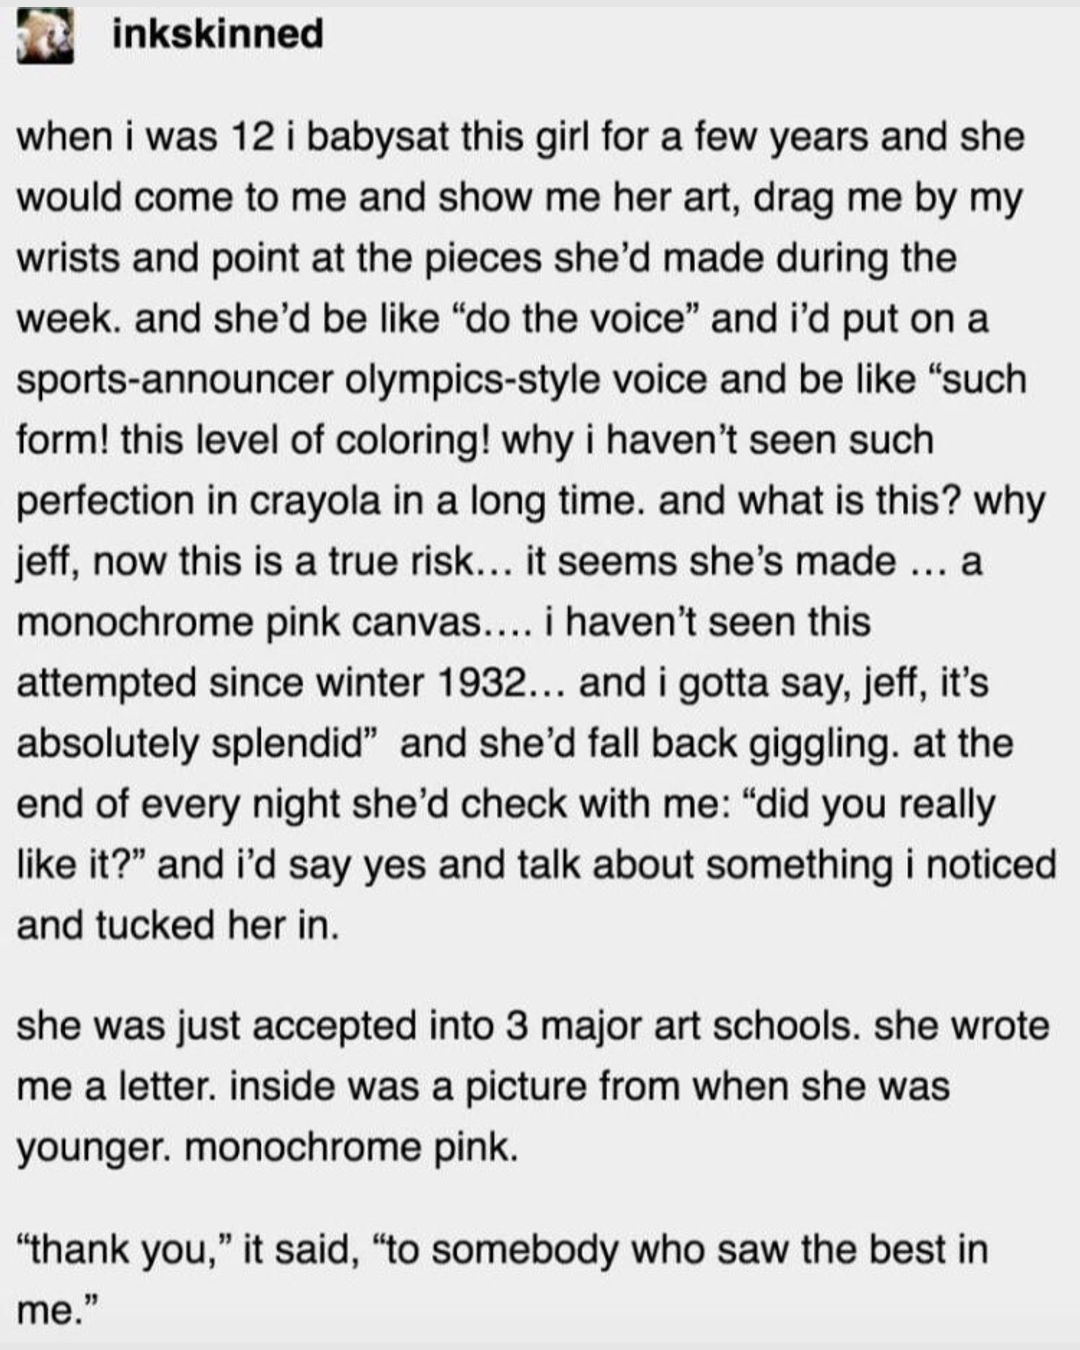 inkskinned
when i was 12 i babysat this girl for a few years and she
would come to me and show me her art, drag me by my
wrists and point at the pieces she’d made during the
week. and she’d be like “do the voice” and i’d put on a
sports-announcer olympics-style voice and be like “such
form! this level of coloring! why i haven’t seen such
perfection in crayola in a long time. and what is this? why
jeff, now this is a true risk... it seems she’s made ... a
monochrome pink canvas.... i haven’t seen this
attempted since winter 1932... and i gotta say, jeff, it’s
absolutely splendid”  and she’d fall back giggling. at the
end of every night she’d check with me: “did you really
like it?” and i’d say yes and talk about something i noticed
and tucked her in.
she was just accepted into 3 major art schools. she wrote
me a letter. inside was a picture from when she was
younger. monochrome pink.
“thank you,” it said, “to somebody who saw the best in
me.”